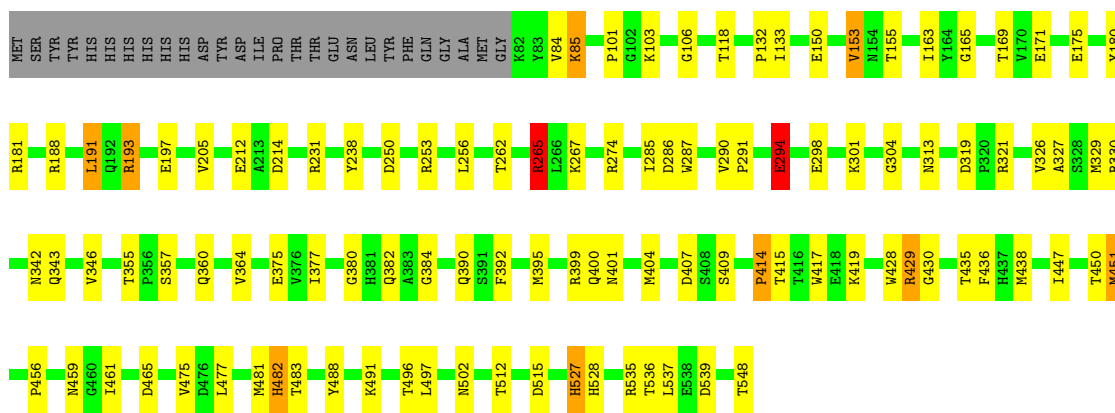 MET SER TYR TYR HIS HIS HIS HIS HIS HIS ASP TYR ASP ILE PRO THR THR GLU ASN LEU TYR PHE GLN GLY ALA MET GLY K82 Y83 V84 K85 P101 G102 K103 G106 T118 P132 I133 E150 V153 N154 T155 I163 Y164 G165 T169 V170 E171 E175
R181 R188 L191 Q192 R193 E197 V205 E212 A213 D214 R231 Y238 D250 R253 L256 T262 R265 L266 K267 R274 I285 D286 W287 V290 P291 E294 E298 K301 G304 N313 D319 P320 R321 V326 A327 S328 M329
N342 Q343 V346 T355 P356 S357 Q360 V364 E375 V376 I377 G380 H381 Q382 A383 G384 Q390 S391 F392 M395 R399 Q400 N401 M404 D407 S408 S409 P414 T415 T416 W417 E418 K419 W428 R429 G430 T435 F436 H437 M438 I447 T450
P456 N459 G460 I461 D465 V475 D476 L477 M481 H482 T483 Y488 K491 T496 L497 N502 T512 D515 H527 H528 R535 T536 L537 E538 D539 T548